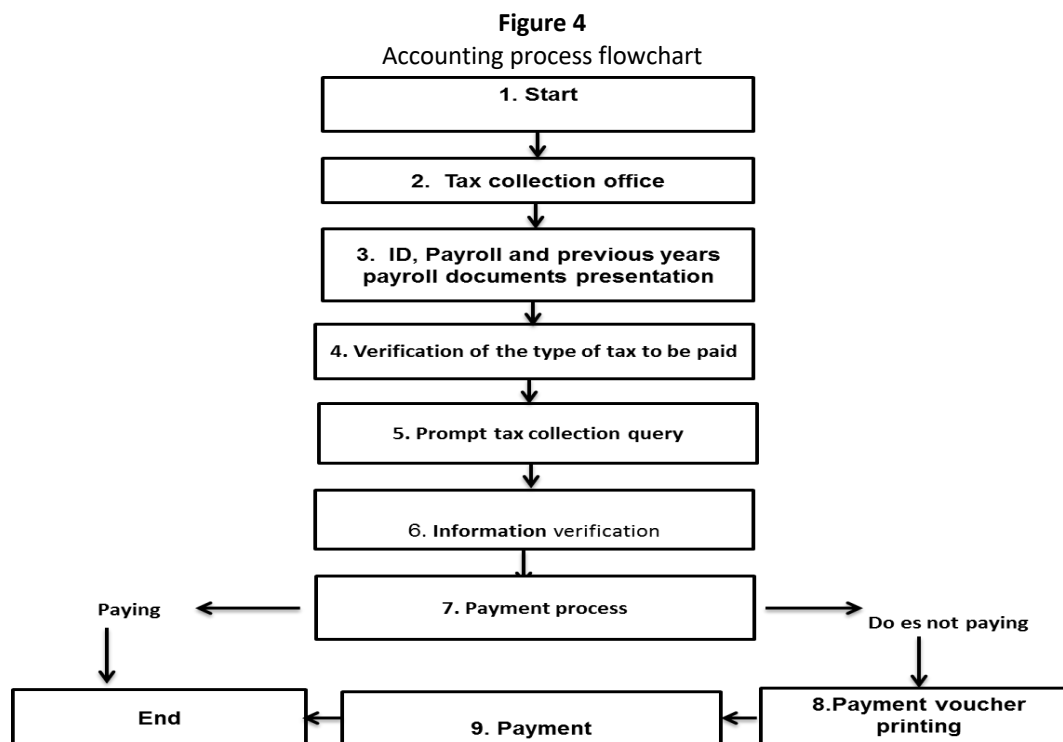 Figure 4
Accounting process flowchart
1. Start
2. Tax collection office
3. ID, Payroll and previous years
payroll documents presentation
4. Verification of the type of tax to be paid
5. Prompt tax collection query
6. Information verification
7. Payment process
Paying
Do es not paying
End
9. Payment
8.Payment voucher
printing